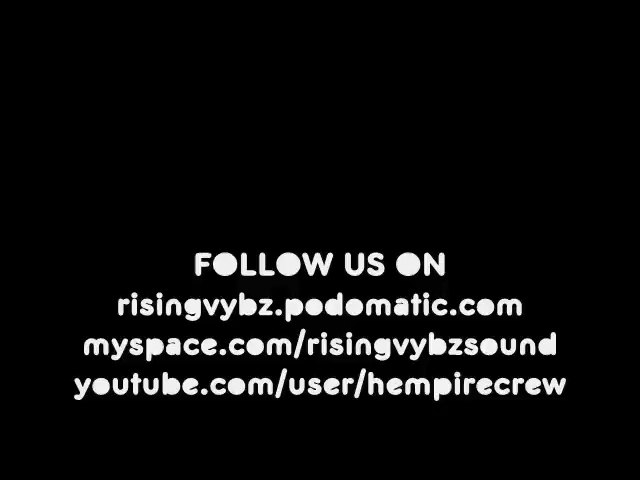 FOLLOW US ON
risingvybz.podomatic.com
myspace.com/risingvybzsound
youtube.com/user/hempirecrew